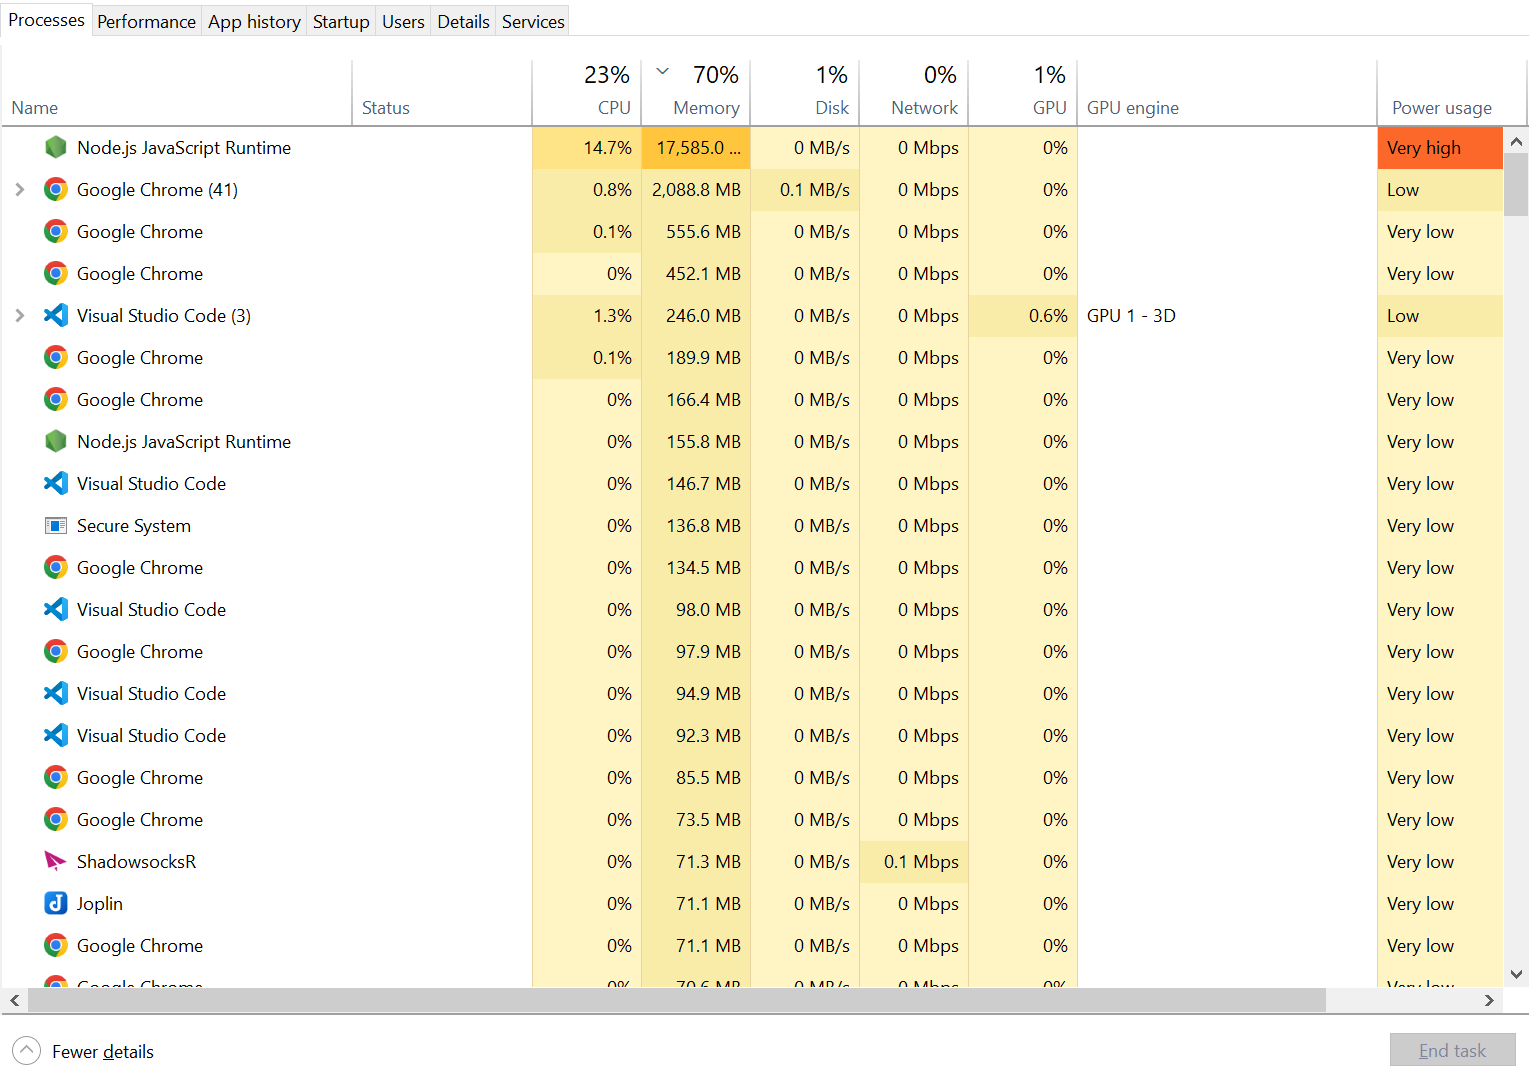 Processes Performance App history Startup Users Details Services
23% 70% 1% 0% 1%
Name Status CPU Memory Disk Network GPU GPU engine Power usage
Node.js JavaScript Runtime 14.7% 17,585.0 ... 0 MB/s 0 Mbps 0% Very high
Google Chrome (41) 0.8% 2,088.8 MB 0.1 MB/s 0 Mbps 0% Low
Google Chrome 0.1% 555.6 MB 0 MB/s 0 Mbps 0% Very low
Google Chrome 0% 452.1 MB 0 MB/s 0 Mbps 0% Very low
Visual Studio Code (3) 1.3% 246.0 MB 0 MB/s 0 Mbps 0.6% GPU 1 - 3D Low
Google Chrome 0.1% 189.9 MB 0 MB/s 0 Mbps 0% Very low
Google Chrome 0% 166.4 MB 0 MB/s 0 Mbps 0% Very low
Node.js JavaScript Runtime 0% 155.8 MB 0 MB/s 0 Mbps 0% Very low
Visual Studio Code 0% 146.7 MB 0 MB/s 0 Mbps 0% Very low
Secure System 0% 136.8 MB 0 MB/s 0 Mbps 0% Very low
Google Chrome 0% 134.5 MB 0 MB/s 0 Mbps 0% Very low
Visual Studio Code 0% 98.0 MB 0 MB/s 0 Mbps 0% Very low
Google Chrome 0% 97.9 MB 0 MB/s 0 Mbps 0% Very low
Visual Studio Code 0% 94.9 MB 0 MB/s 0 Mbps 0% Very low
Visual Studio Code 0% 92.3 MB 0 MB/s 0 Mbps 0% Very low
Google Chrome 0% 85.5 MB 0 MB/s 0 Mbps 0% Very low
Google Chrome 0% 73.5 MB 0 MB/s 0 Mbps 0% Very low
ShadowsocksR 0% 71.3 MB 0 MB/s 0.1 Mbps 0% Very low
Joplin 0% 71.1 MB 0 MB/s 0 Mbps 0% Very low
Google Chrome 0% 71.1 MB 0 MB/s 0 Mbps 0% Very low
Google Chrome 0% 70.6 MB 0 MB/s 0 Mbps 0% Very low
Fewer details End task